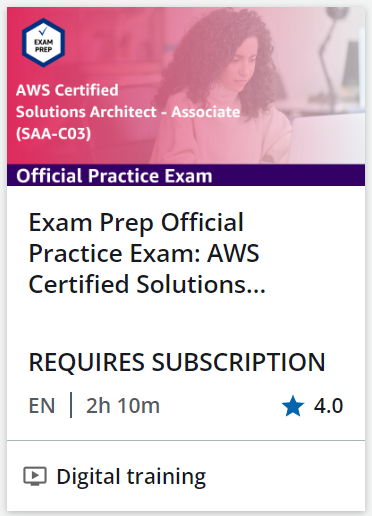 EXAM
PREP
AWS Certified
Solutions Architect - Associate
(SAA-C03)
Official Practice Exam
Exam Prep Official
Practice Exam: AWS
Certified Solutions...
REQUIRES SUBSCRIPTION
EN | 2h 10m 4.0
Digital training